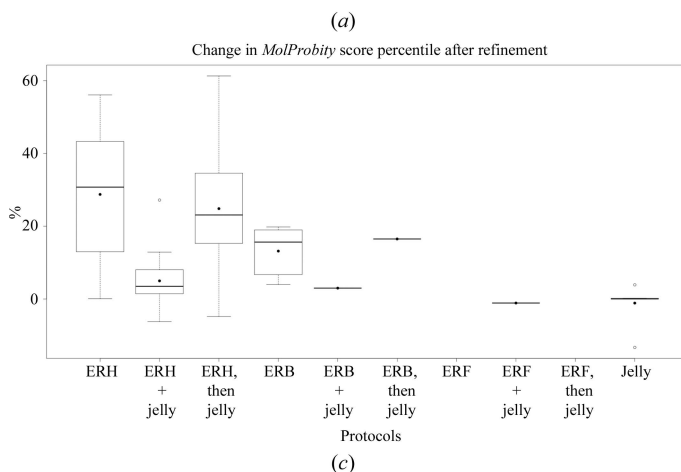 (a)
Change in MolProbity score percentile after refinement
60
40
20
0
%
ERH
ERH + jelly
ERH, then jelly
ERB
ERB + jelly
ERB, then jelly
ERF
ERF + jelly
ERF, then jelly
Jelly
Protocols
(c)